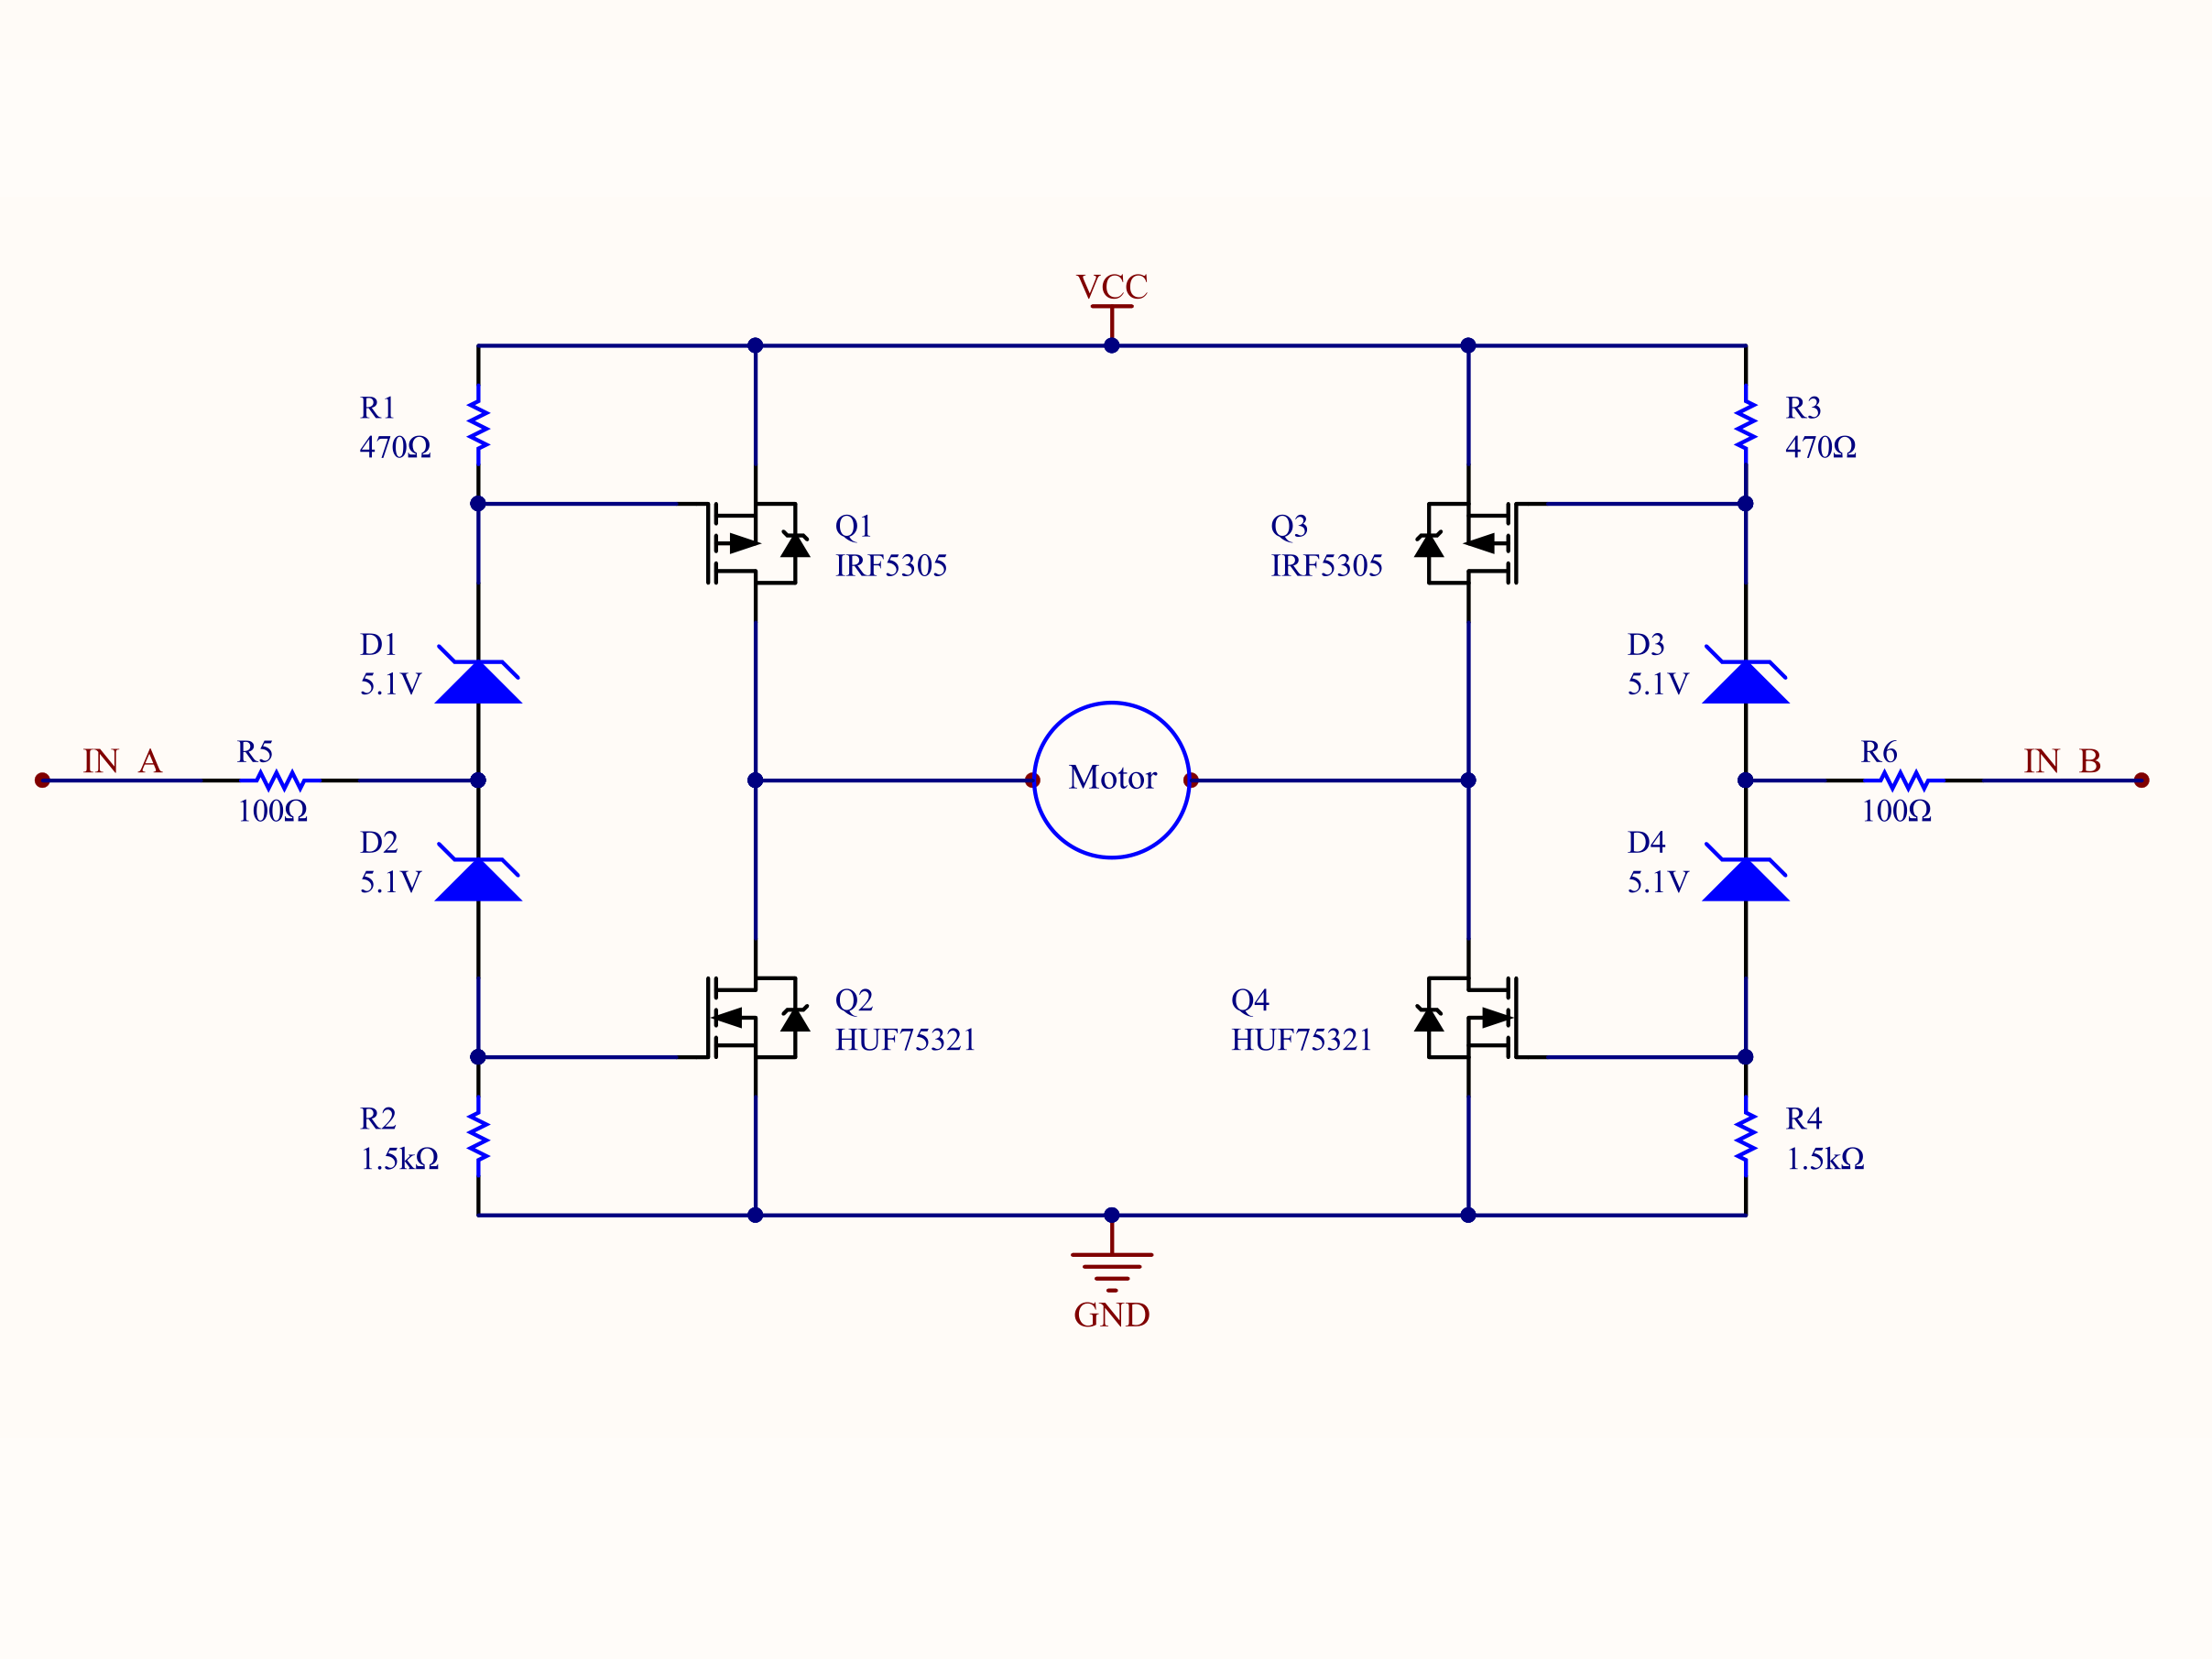 VCC
R1
470Ω
R3
470Ω
Q1
IRF5305
Q3
IRF5305
D1
5.1V
D3
5.1V
IN A
R5
100Ω
Motor
R6
100Ω
IN B
D2
5.1V
D4
5.1V
Q2
HUF75321
Q4
HUF75321
R2
1.5kΩ
R4
1.5kΩ
GND